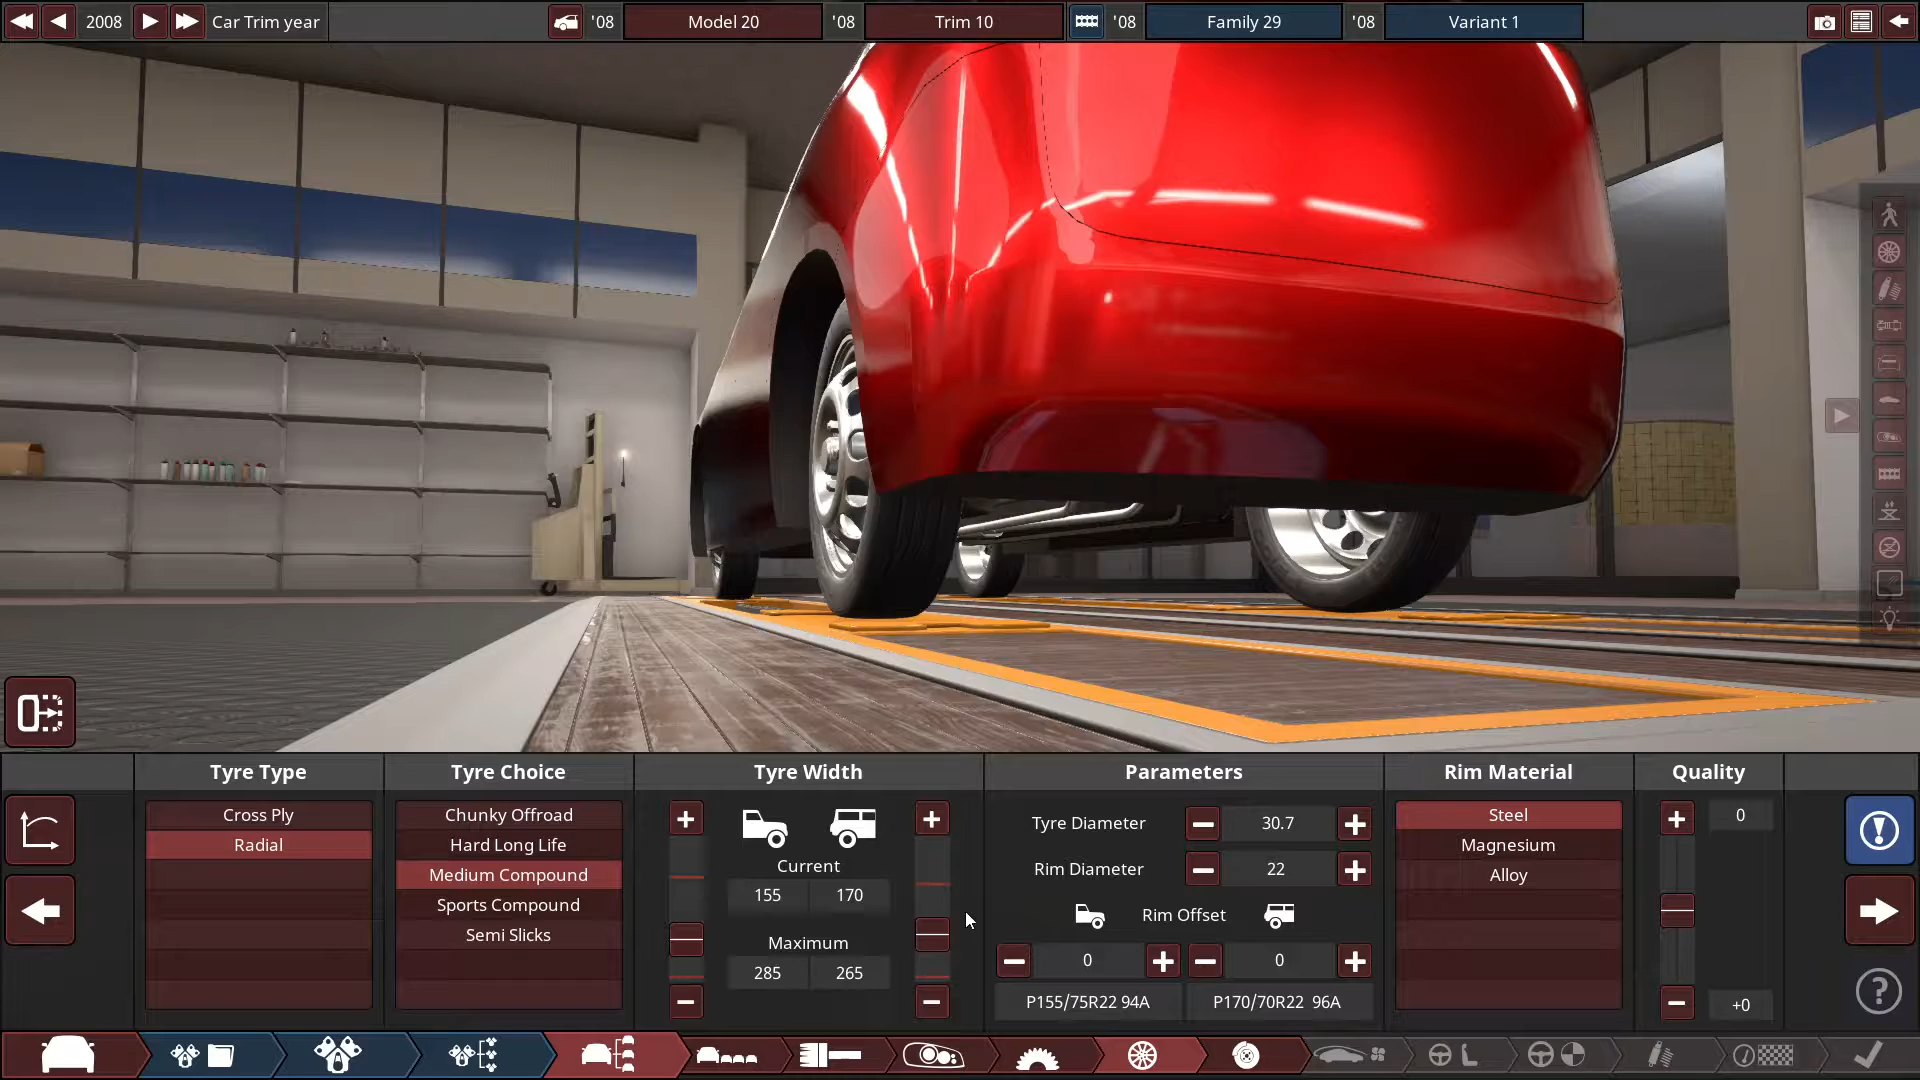 2008 Car Trim year '08 Model 20 '08 Trim 10 '08 Family 29 '08 Variant 1
Tyre Type
Cross Ply
Radial
Tyre Choice
Chunky Offroad
Hard Long Life
Medium Compound
Sports Compound
Semi Slicks
Tyre Width
Current
155 170
Maximum
285 265
Parameters
Tyre Diameter 30.7
Rim Diameter 22
Rim Offset
0 0
P155/75R22 94A P170/70R22 96A
Rim Material
Steel
Magnesium
Alloy
Quality
0
+0